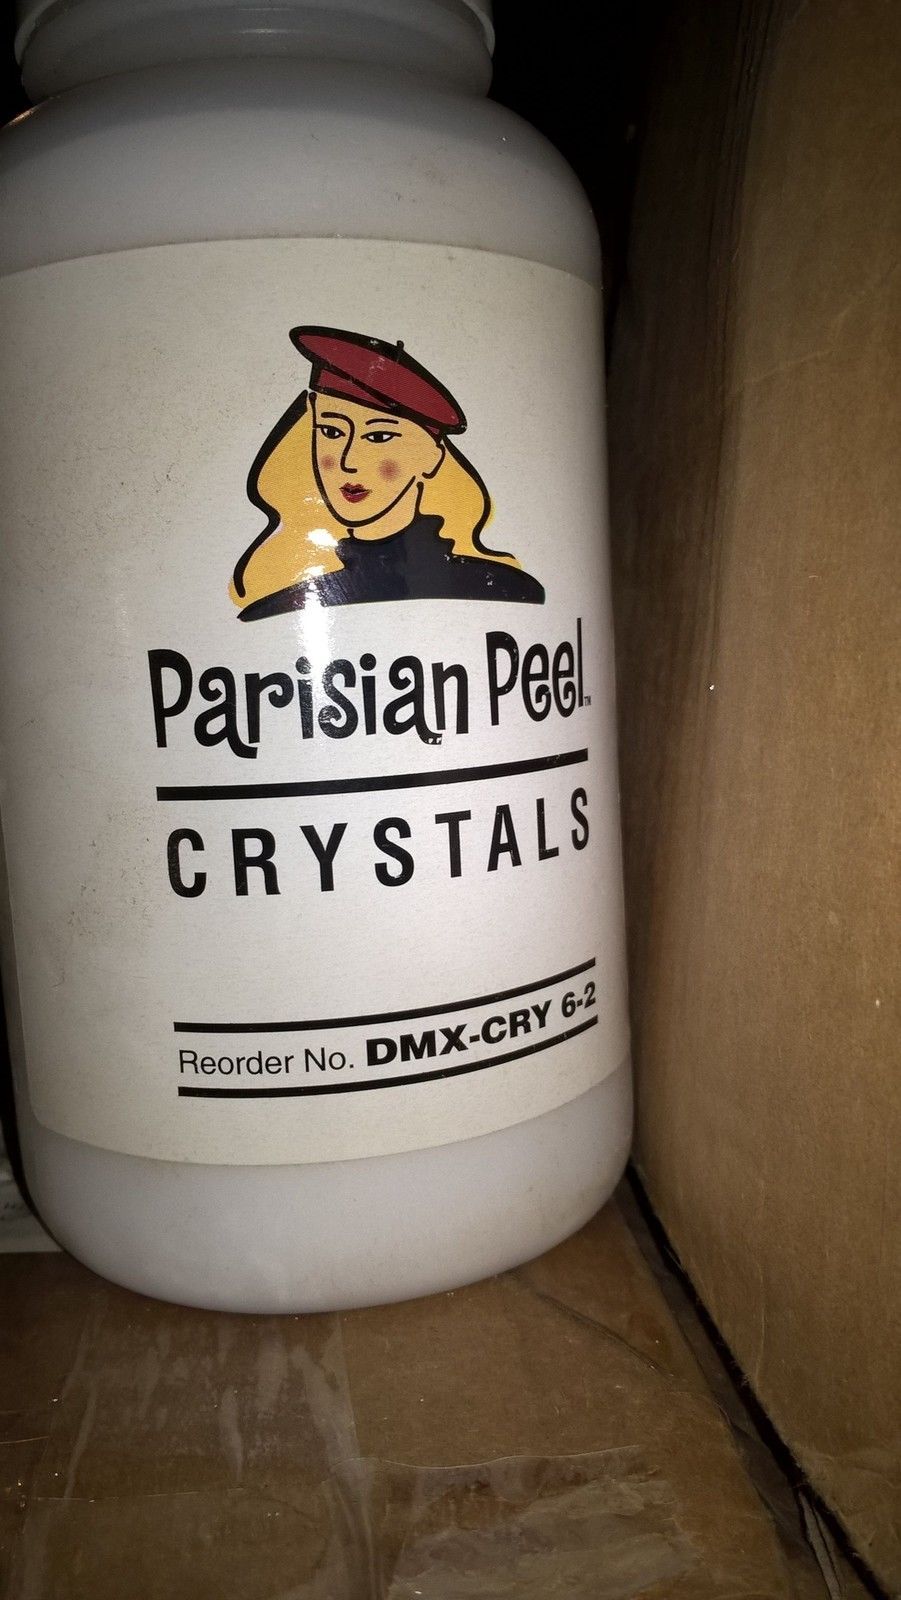 Parisian Peel™
CRYSTALS
Reorder No. DMX-CRY 6-2